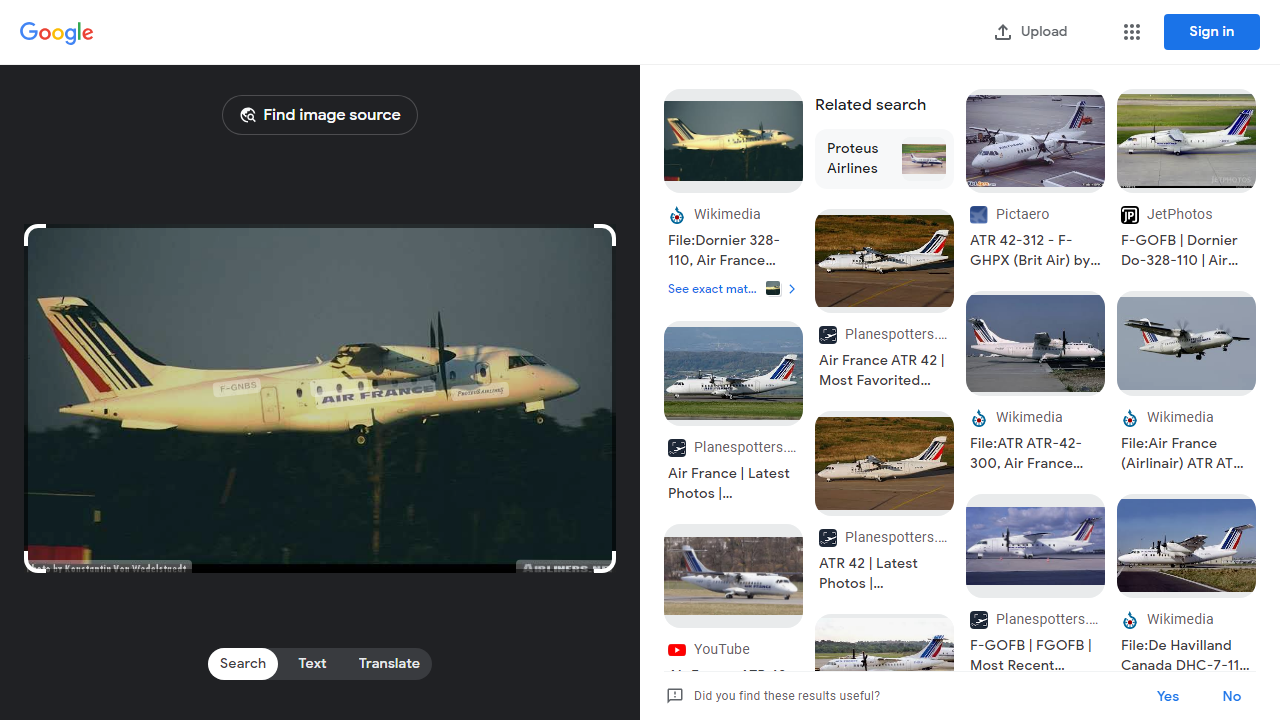 Google
Upload
Sign in
Find image source
F-GNBS
AIR FRANCE
PROTEUS AIRLINES
Photo by Konstantin Von Wedelstaedt
AIRLINERS.NET
Search
Text
Translate
Wikimedia
File:Dornier 328-
110, Air France...
See exact mat...
Planespotters....
Air France | Latest
Photos |...
YouTube
Related search
Proteus
Airlines
Planespotters....
Air France ATR 42 |
Most Favorited...
Planespotters....
ATR 42 | Latest
Photos |...
Pictaero
ATR 42-312 - F-
GHPX (Brit Air) by...
Wikimedia
File:ATR ATR-42-
300, Air France...
Planespotters....
F-GOFB | FGOFB |
Most Recent...
JETPHOTOS
JP
JetPhotos
F-GOFB | Dornier
Do-328-110 | Air...
Wikimedia
File:Air France
(Airlinair) ATR AT...
Wikimedia
File:De Havilland
Canada DHC-7-11...
Did you find these results useful?
Yes
No